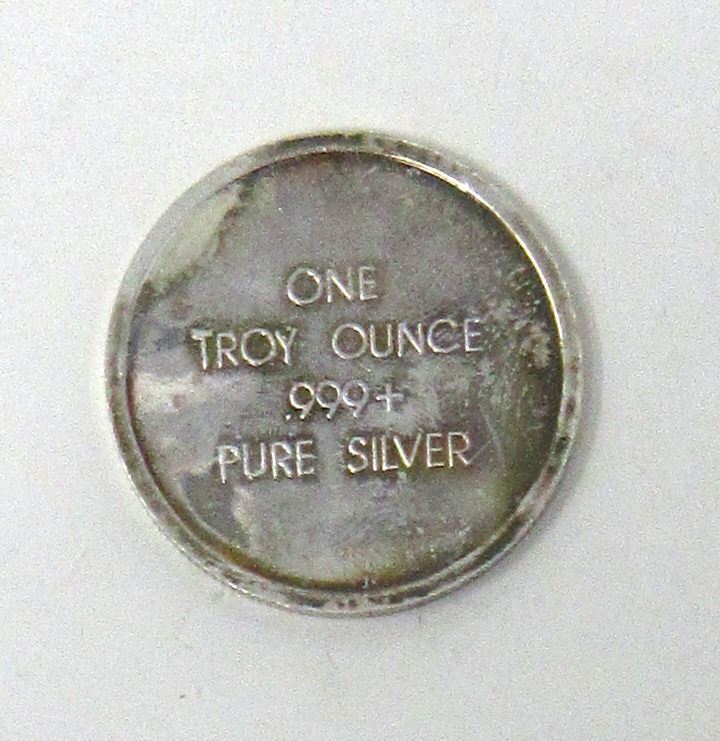 ONE
TROY OUNCE
.999+
PURE SILVER